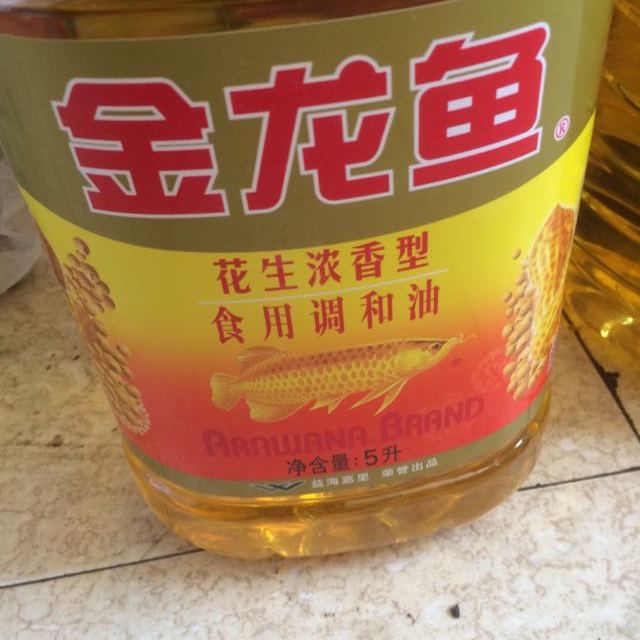 金龙鱼®
花生浓香型
食用调和油
®
ARAWANA BRAND
净含量:5升
益海嘉里 荣誉出品